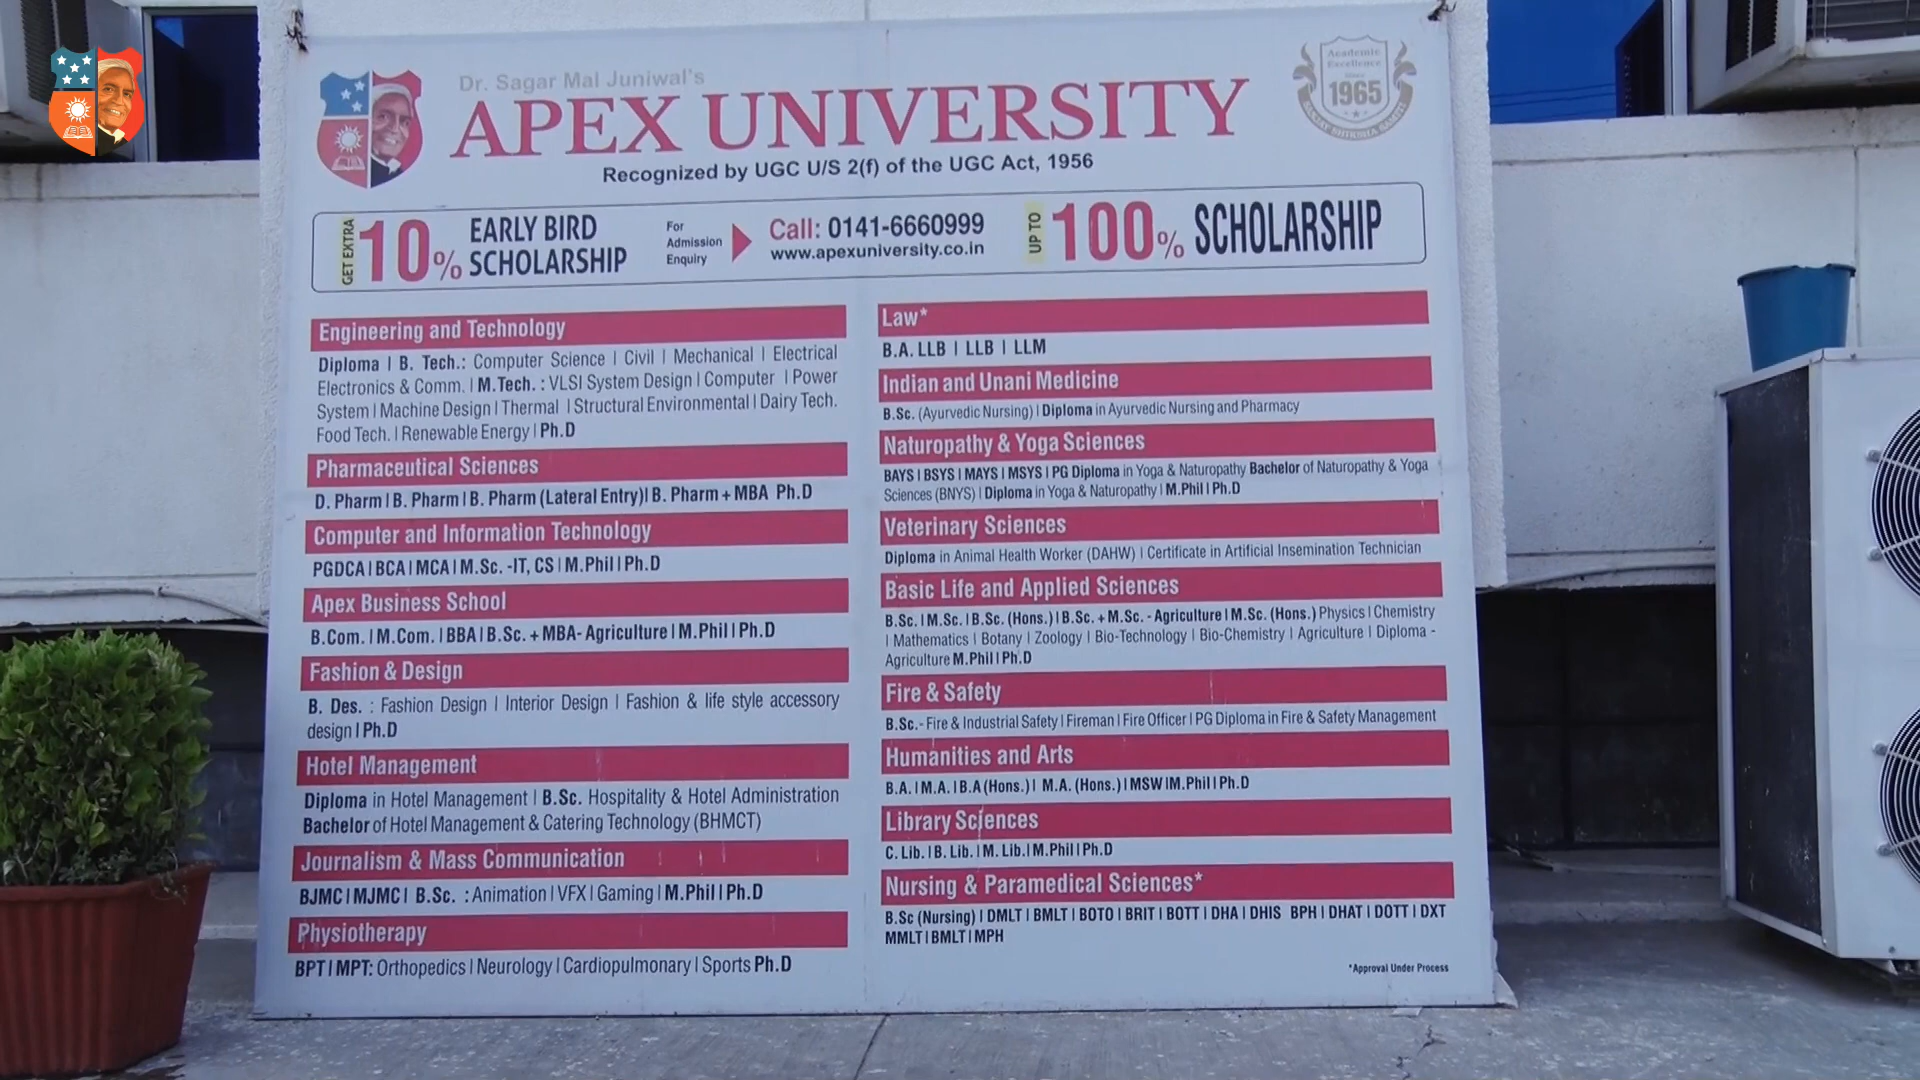 Dr. Sagar Mal Juniwal's
APEX UNIVERSITY
Recognized by UGC U/S 2(f) of the UGC Act, 1956
Academic
Excellence
Since
1965
GET EXTRA
10%
EARLY BIRD
SCHOLARSHIP
For
Admission
Enquiry
Call: 0141-6660999
www.apexuniversity.co.in
UP TO
100% SCHOLARSHIP
Engineering and Technology
Diploma | B. Tech.: Computer Science | Civil | Mechanical | Electrical
Electronics & Comm. | M.Tech. : VLSI System Design | Computer | Power
System | Machine Design | Thermal | Structural Environmental | Dairy Tech.
Food Tech. | Renewable Energy | Ph.D
Pharmaceutical Sciences
D. Pharm | B. Pharm | B. Pharm (Lateral Entry)| B. Pharm + MBA Ph.D
Computer and Information Technology
PGDCA | BCA | MCA | M.Sc. -IT, CS | M.Phil | Ph.D
Apex Business School
B.Com. | M.Com. | BBA | B.Sc. + MBA- Agriculture | M.Phil | Ph.D
Fashion & Design
B. Des. : Fashion Design | Interior Design | Fashion & life style accessory
design | Ph.D
Hotel Management
Diploma in Hotel Management | B.Sc. Hospitality & Hotel Administration
Bachelor of Hotel Management & Catering Technology (BHMCT)
Journalism & Mass Communication
BJMC | MJMC | B.Sc. : Animation | VFX | Gaming | M.Phil | Ph.D
Physiotherapy
BPT | MPT: Orthopedics | Neurology | Cardiopulmonary | Sports Ph.D
Law*
B.A. LLB | LLB | LLM
Indian and Unani Medicine
B.Sc. (Ayurvedic Nursing) | Diploma in Ayurvedic Nursing and Pharmacy
Naturopathy & Yoga Sciences
BAYS | BSYS | MAYS | MSYS | PG Diploma in Yoga & Naturopathy Bachelor of Naturopathy & Yoga
Sciences (BNYS) | Diploma in Yoga & Naturopathy | M.Phil | Ph.D
Veterinary Sciences
Diploma in Animal Health Worker (DAHW) | Certificate in Artificial Insemination Technician
Basic Life and Applied Sciences
B.Sc. | M.Sc. | B.Sc. (Hons.) | B.Sc. + M.Sc. - Agriculture | M.Sc. (Hons.) Physics | Chemistry
| Mathematics | Botany | Zoology | Bio-Technology | Bio-Chemistry | Agriculture | Diploma -
Agriculture M.Phil | Ph.D
Fire & Safety
B.Sc.- Fire & Industrial Safety | Fireman | Fire Officer | PG Diploma in Fire & Safety Management
Humanities and Arts
B.A. | M.A. | B.A (Hons.) | M.A. (Hons.) | MSW |M.Phil | Ph.D
Library Sciences
C. Lib. | B. Lib. | M. Lib.| M.Phil | Ph.D
Nursing & Paramedical Sciences*
B.Sc (Nursing) | DMLT | BMLT | BOTO | BRIT | BOTT | DHA | DHIS BPH | DHAT | DOTT | DXT
MMLT | BMLT | MPH
*Approval Under Process